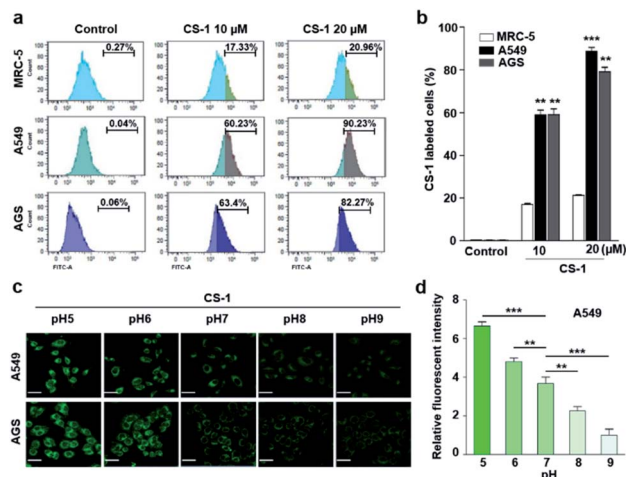 a
Control
CS-1 10 µM
CS-1 20 µM
MRC-5
Count
0.27%
17.33%
20.96%
A549
Count
0.04%
60.23%
90.23%
AGS
Count
0.06%
63.4%
82.27%
FITC-A
FITC-A
FITC-A
b
CS-1 labeled cells (%)
100
80
60
40
20
0
MRC-5
A549
AGS
** **
***
**
Control
10
20 (µM)
CS-1
c
CS-1
pH5
pH6
pH7
pH8
pH9
A549
AGS
d
A549
Relative fluorescent intensity
8
6
4
2
0
***
**
***
**
5
6
7
8
9
pH